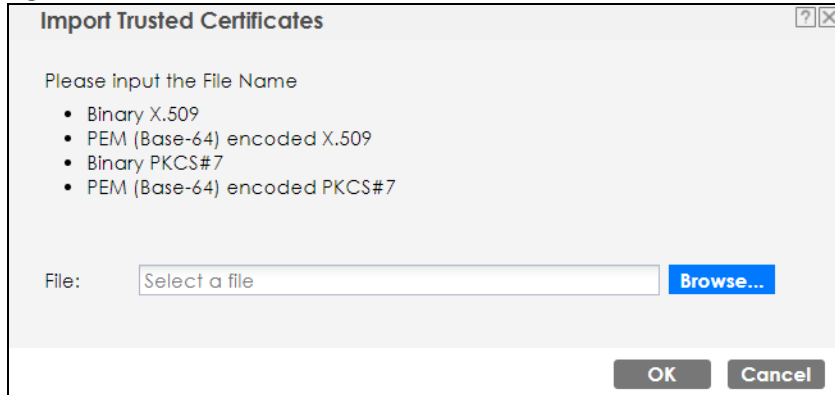 Import Trusted Certificates
Please input the File Name
• Binary X.509
• PEM (Base-64) encoded X.509
• Binary PKCS#7
• PEM (Base-64) encoded PKCS#7
File: Select a file Browse...
OK Cancel